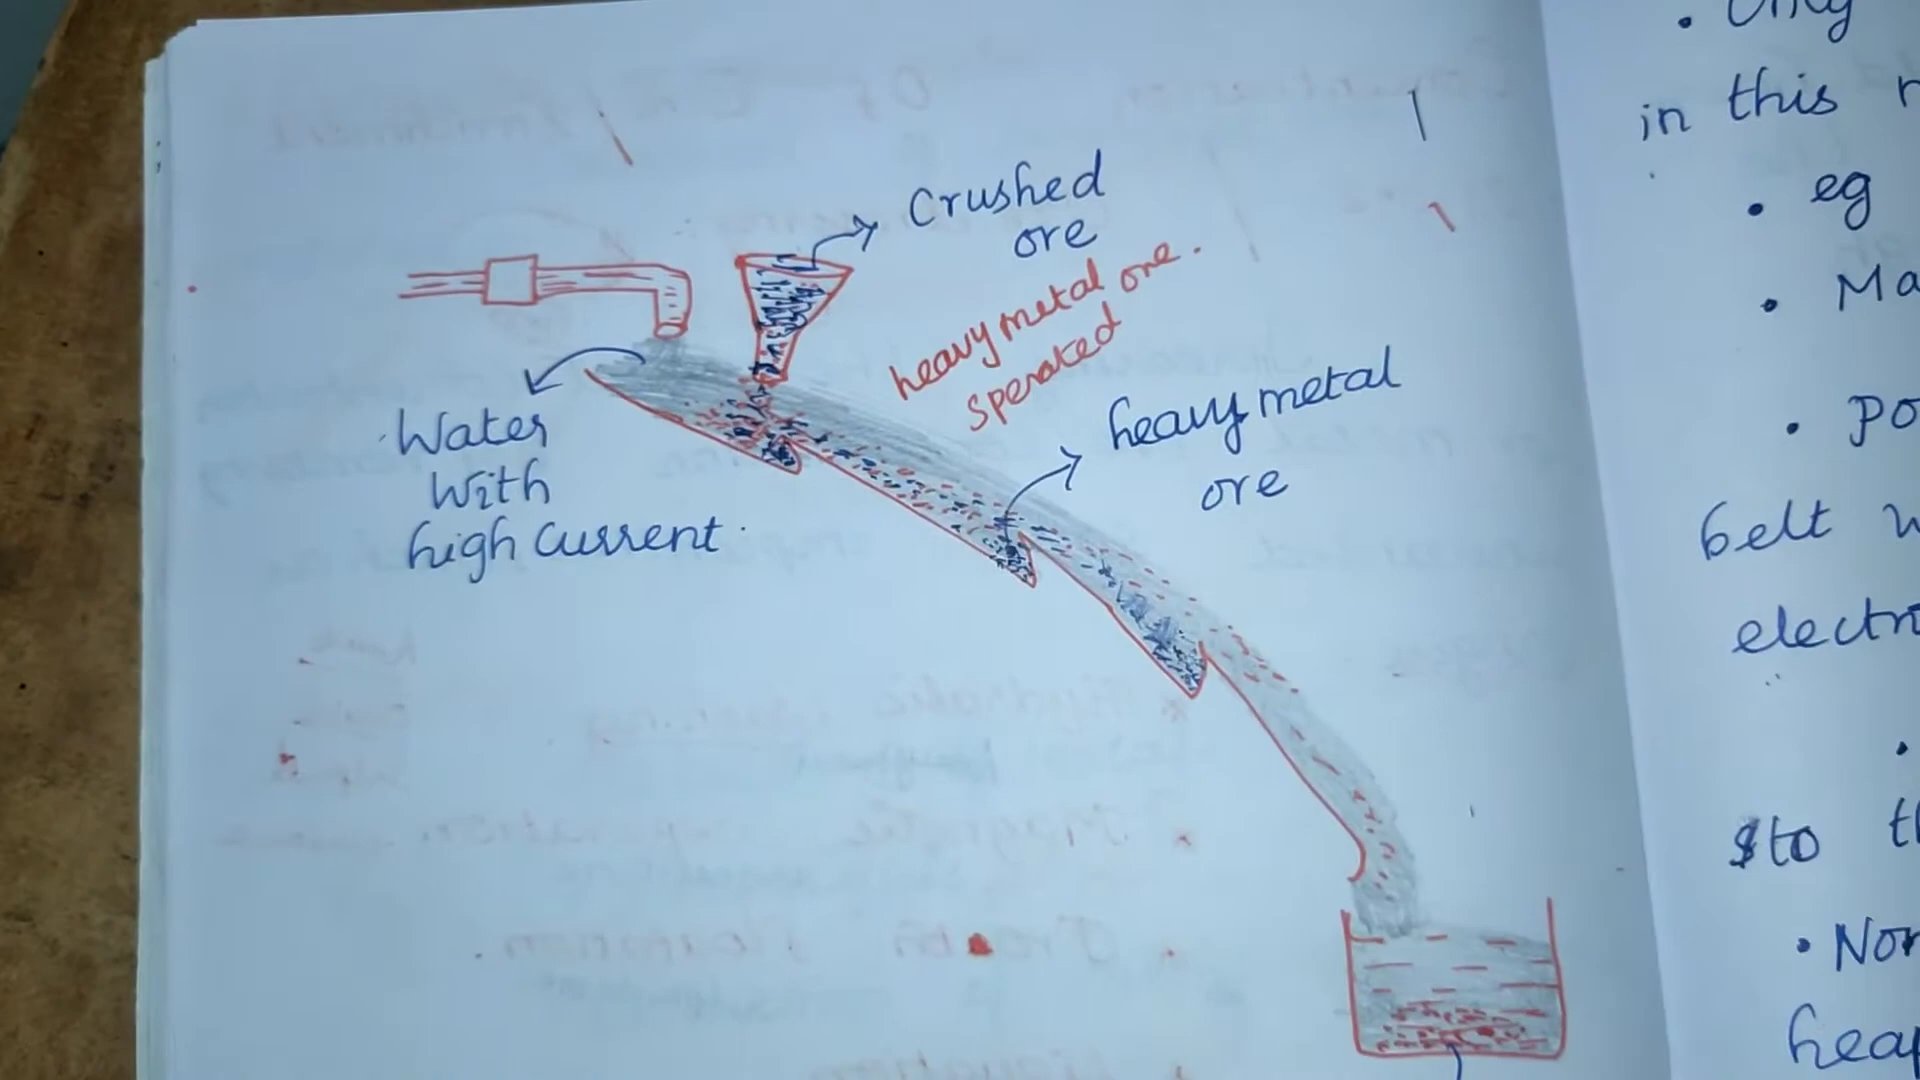 Crushed
ore
heavy metal ore.
Sperated
heavy metal
ore
Water
With
high Current.
in this
eg
Ma
Po
belt
electr
to
Nor
heap